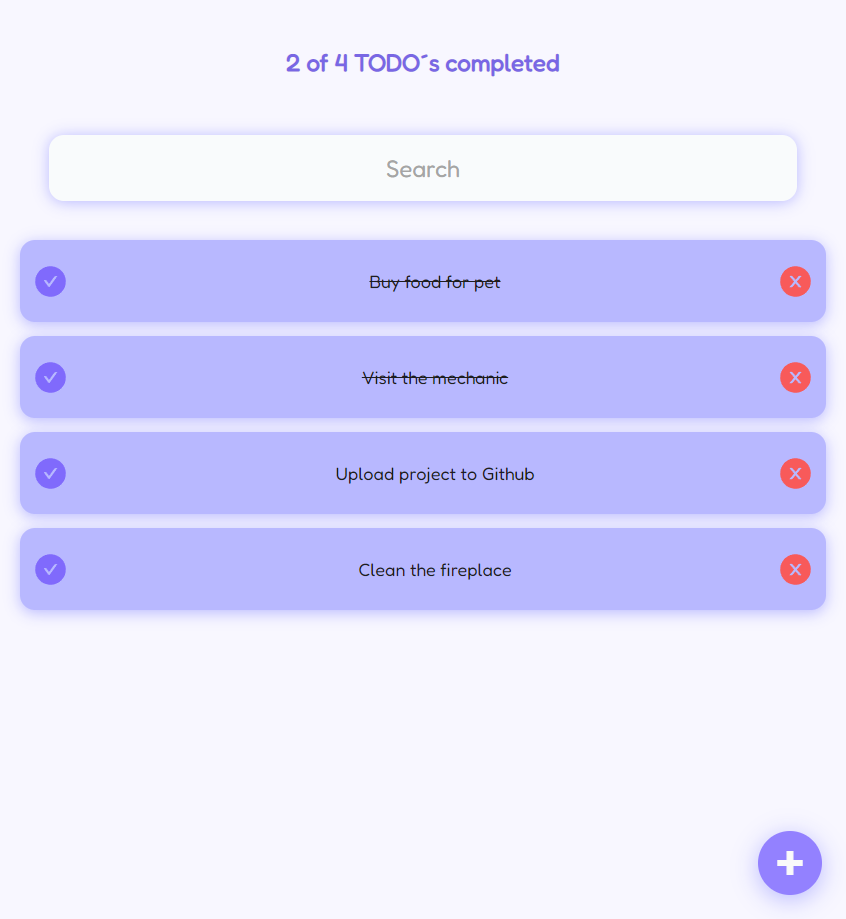 2 of 4 TODO´s completed
Search
Buy food for pet
Visit the mechanic
Upload project to Github
Clean the fireplace